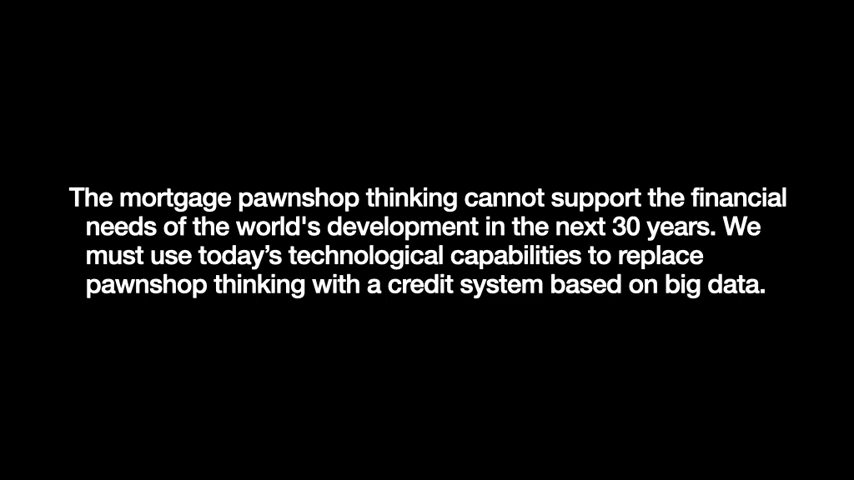 The mortgage pawnshop thinking cannot support the financial
needs of the world's development in the next 30 years. We
must use today’s technological capabilities to replace
pawnshop thinking with a credit system based on big data.